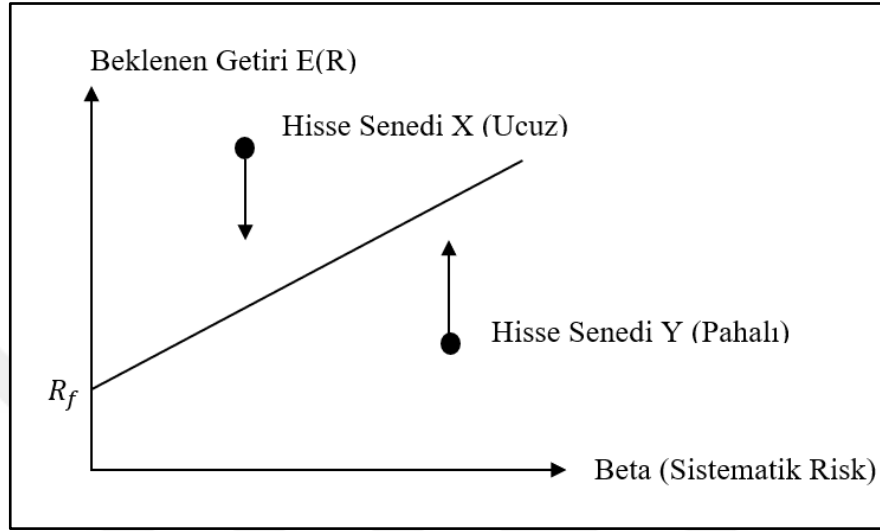 Beklenen Getiri E(R)
Hisse Senedi X (Ucuz)
Hisse Senedi Y (Pahalı)
R_f
Beta (Sistematik Risk)